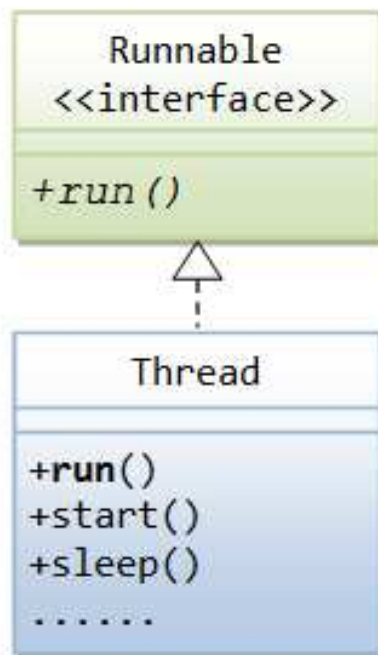 Runnable
<<interface>>
+run()
Thread
+run()
+start()
+sleep()
......